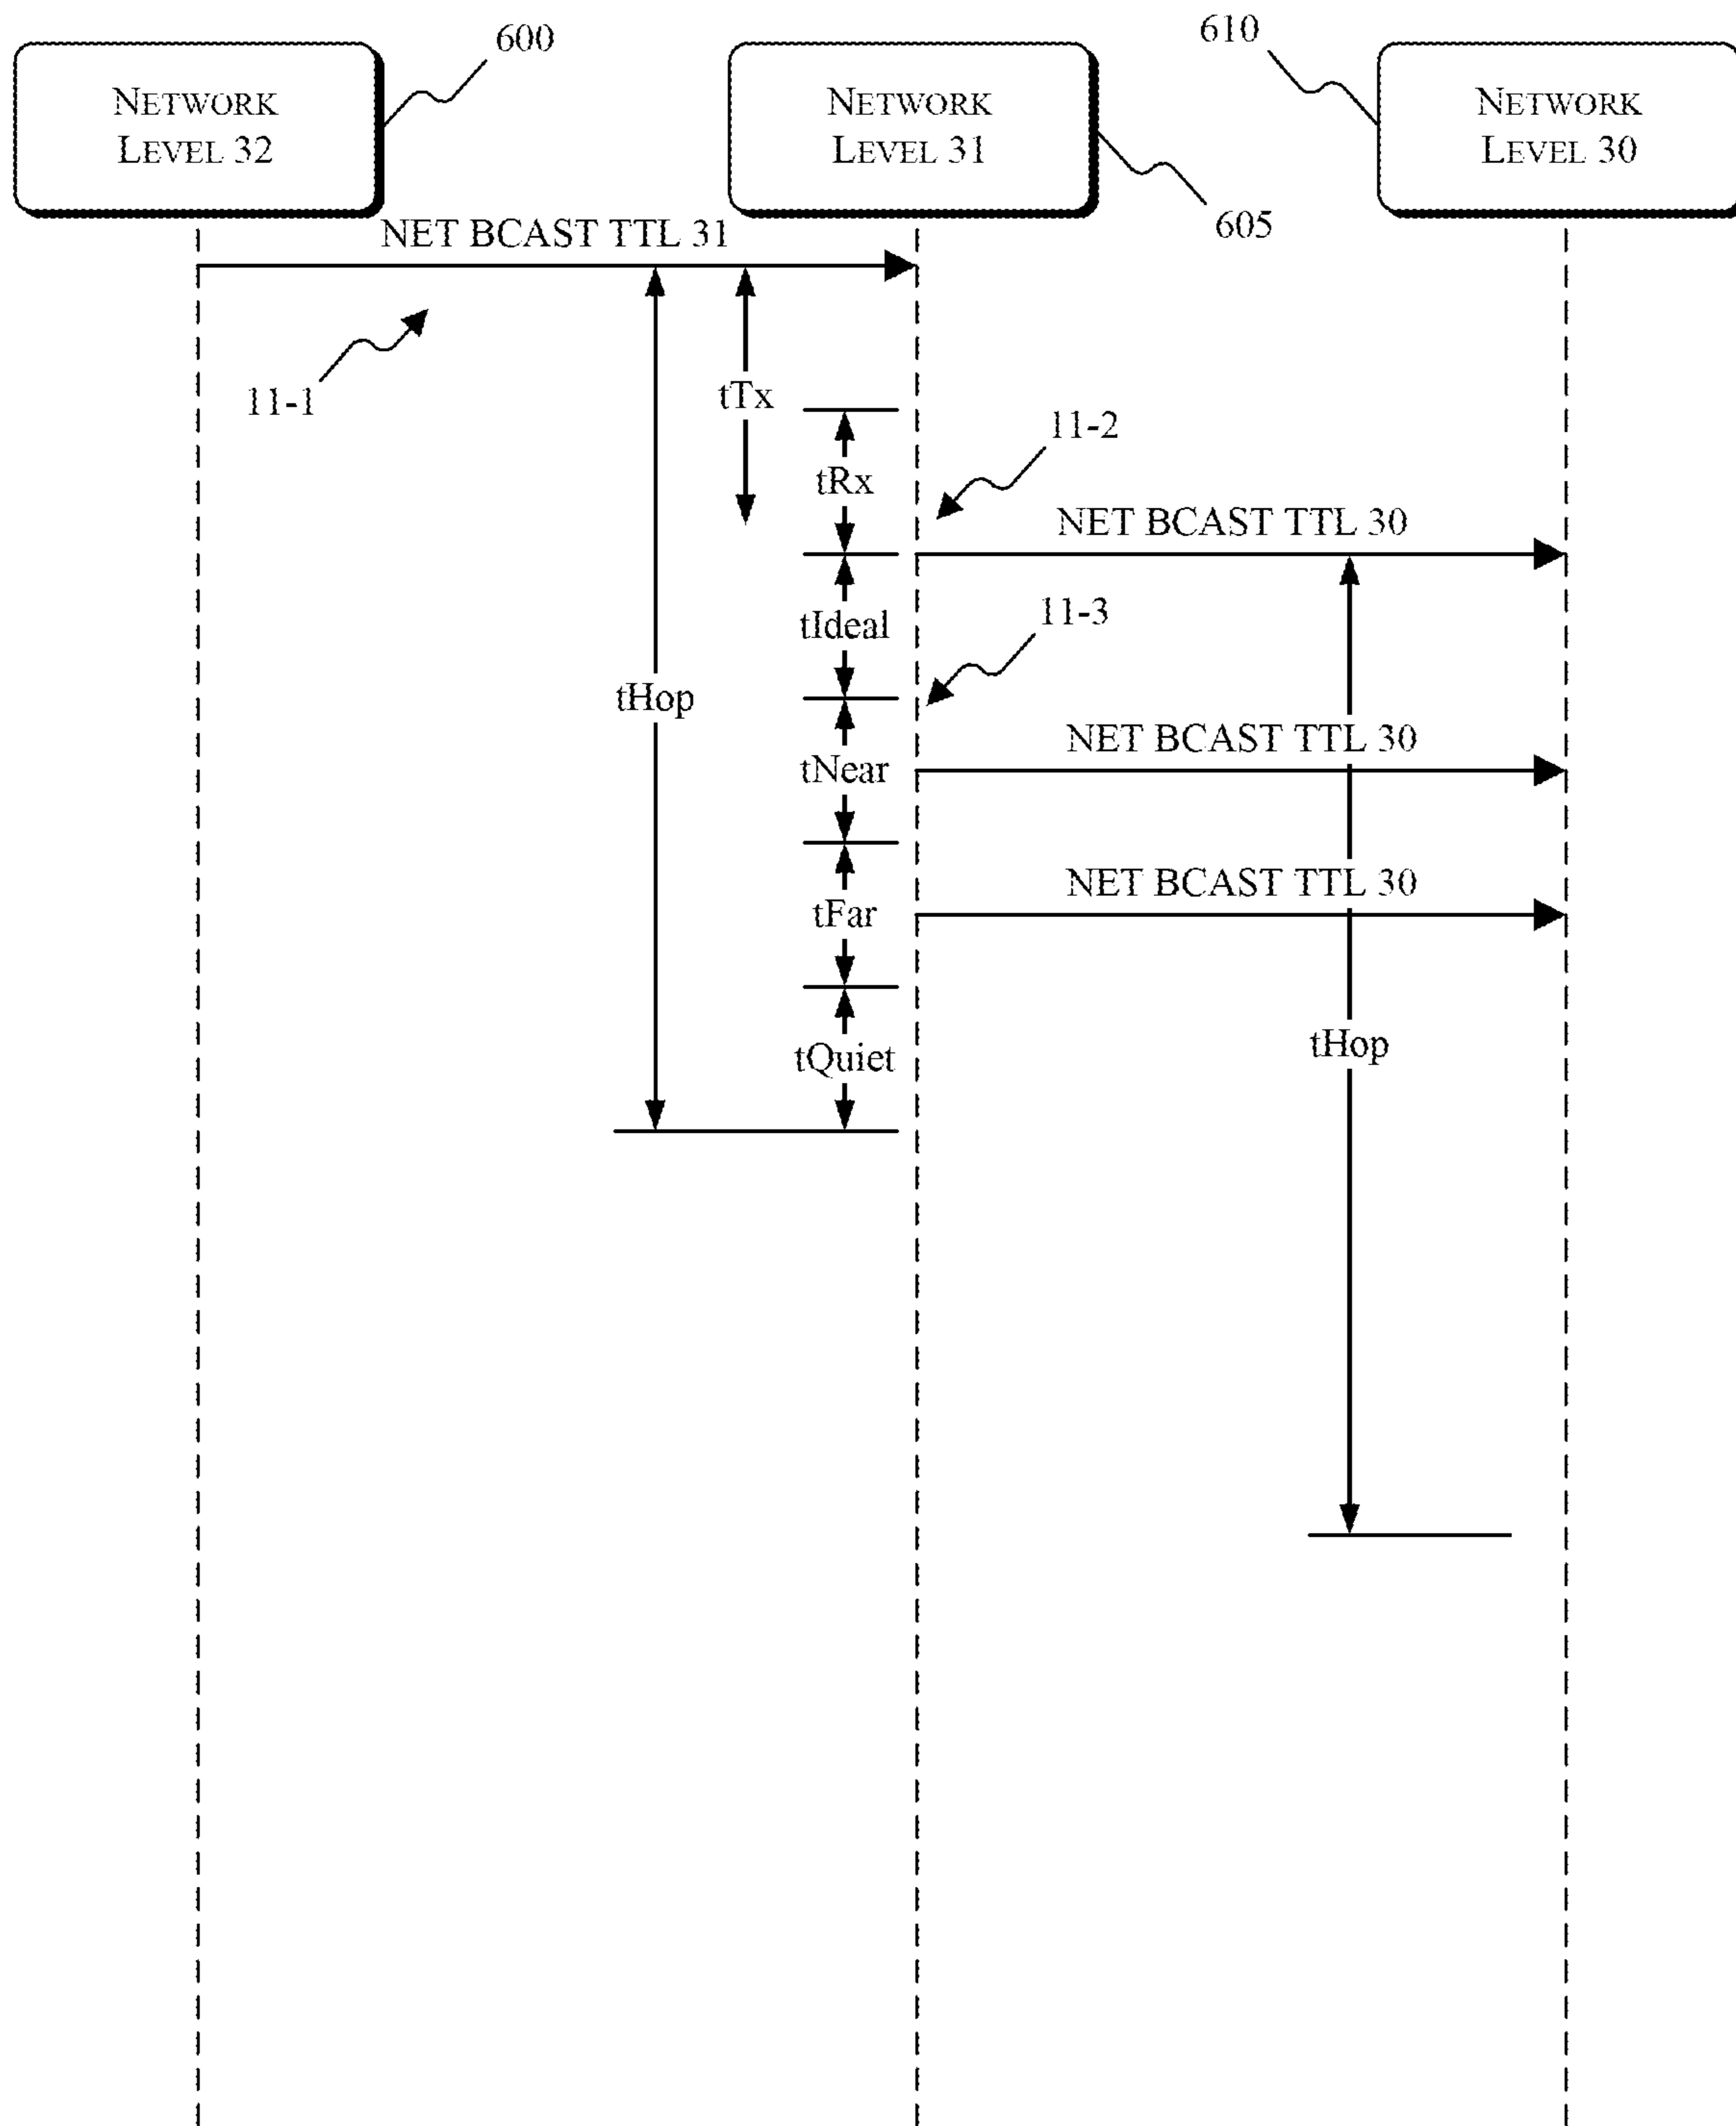 600
610
NETWORK
LEVEL 32
NETWORK
LEVEL 31
NETWORK
LEVEL 30
605
NET BCAST TTL 31
11-1
tTx
11-2
tRx
NET BCAST TTL 30
11-3
tIdeal
tHop
NET BCAST TTL 30
tNear
NET BCAST TTL 30
tFar
tHop
tQuiet